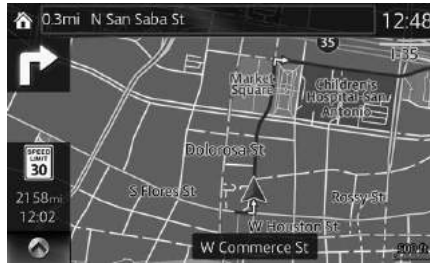 0.3mi N San Saba St
12:48
35
I-35
Market
Square
Children's
Hospital-San
Antonio
Dolorosa St
SPEED
LIMIT
30
S Flores St
Rossy St
2158mi
12:02
W Houston St
W Commerce St
500 ft